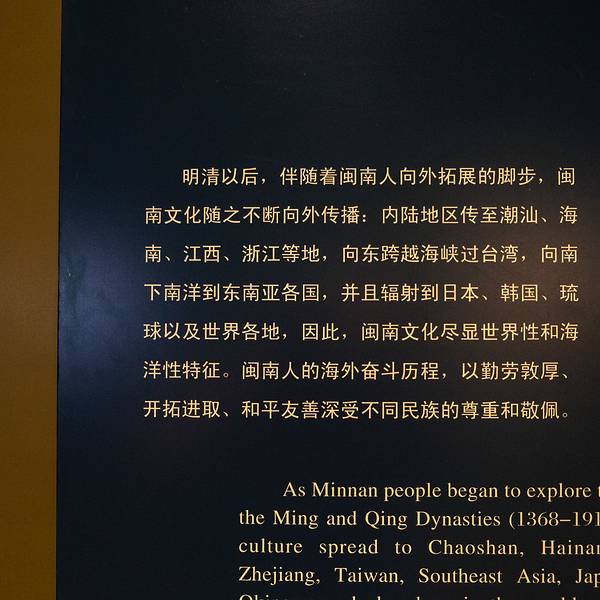 明清以后，伴随着闽南人向外拓展的脚步，闽
南文化随之不断向外传播：内陆地区传至潮汕、海
南、江西、浙江等地，向东跨越海峡过台湾，向南
下南洋到东南亚各国，并且辐射到日本、韩国、琉
球以及世界各地，因此，闽南文化尽显世界性和海
洋性特征。闽南人的海外奋斗历程，以勤劳敦厚、
开拓进取、和平友善深受不同民族的尊重和敬佩。
As Minnan people began to explore
the Ming and Qing Dynasties (1368–191
culture spread to Chaoshan, Hainan
Zhejiang, Taiwan, Southeast Asia, Jap